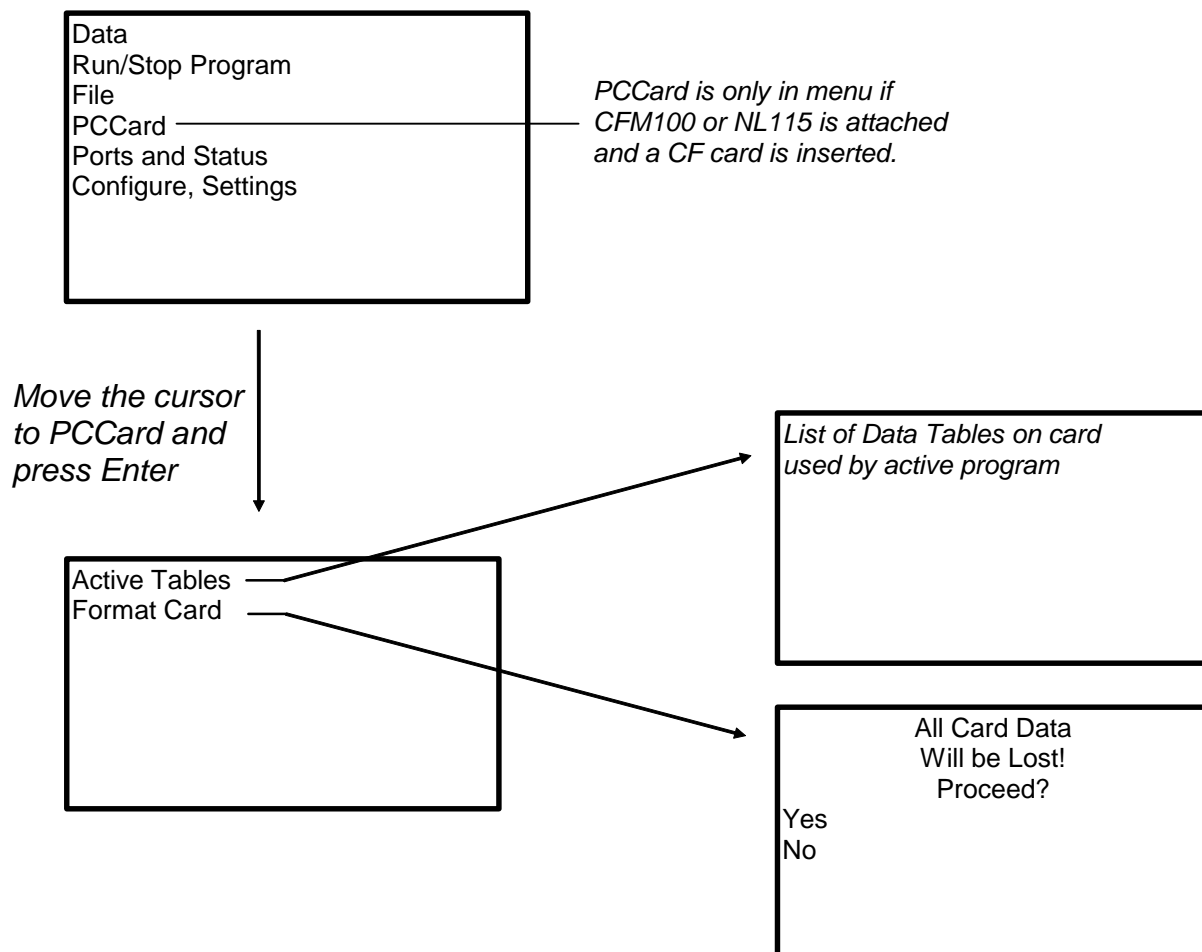 Data
Run/Stop Program
File
PCCard
Ports and Status
Configure, Settings
PCCard is only in menu if
CFM100 or NL115 is attached
and a CF card is inserted.
Move the cursor
to PCCard and
press Enter
Active Tables
Format Card
List of Data Tables on card
used by active program
All Card Data
Will be Lost!
Proceed?
Yes
No